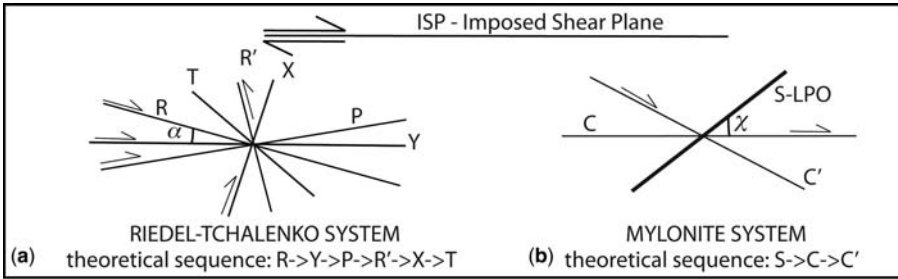 ISP - Imposed Shear Plane
R'
X
T
R
P
α
Y
S-LPO
C
χ
C'
RIEDEL-TCHALENKO SYSTEM
(a) theoretical sequence: R->Y->P->R'->X->T
MYLONITE SYSTEM
(b) theoretical sequence: S->C->C'